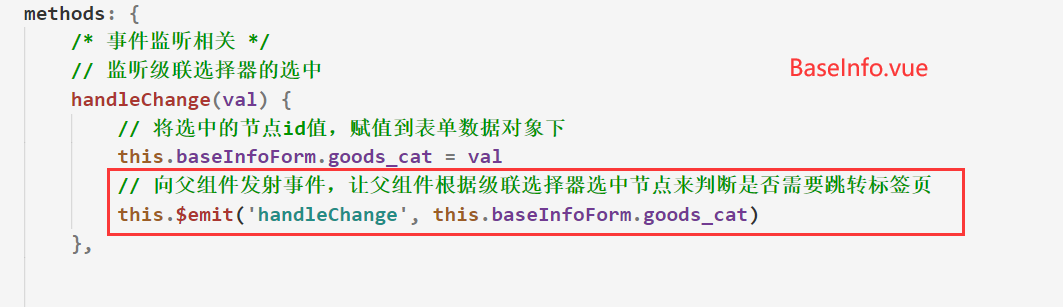 methods: {
/* 事件监听相关 */
// 监听级联选择器的选中
BaseInfo.vue
handleChange(val) {
// 将选中的节点id值，赋值到表单数据对象下
this.baseInfoForm.goods_cat = val
// 向父组件发射事件，让父组件根据级联选择器选中节点来判断是否需要跳转标签页
this.$emit('handleChange', this.baseInfoForm.goods_cat)
},